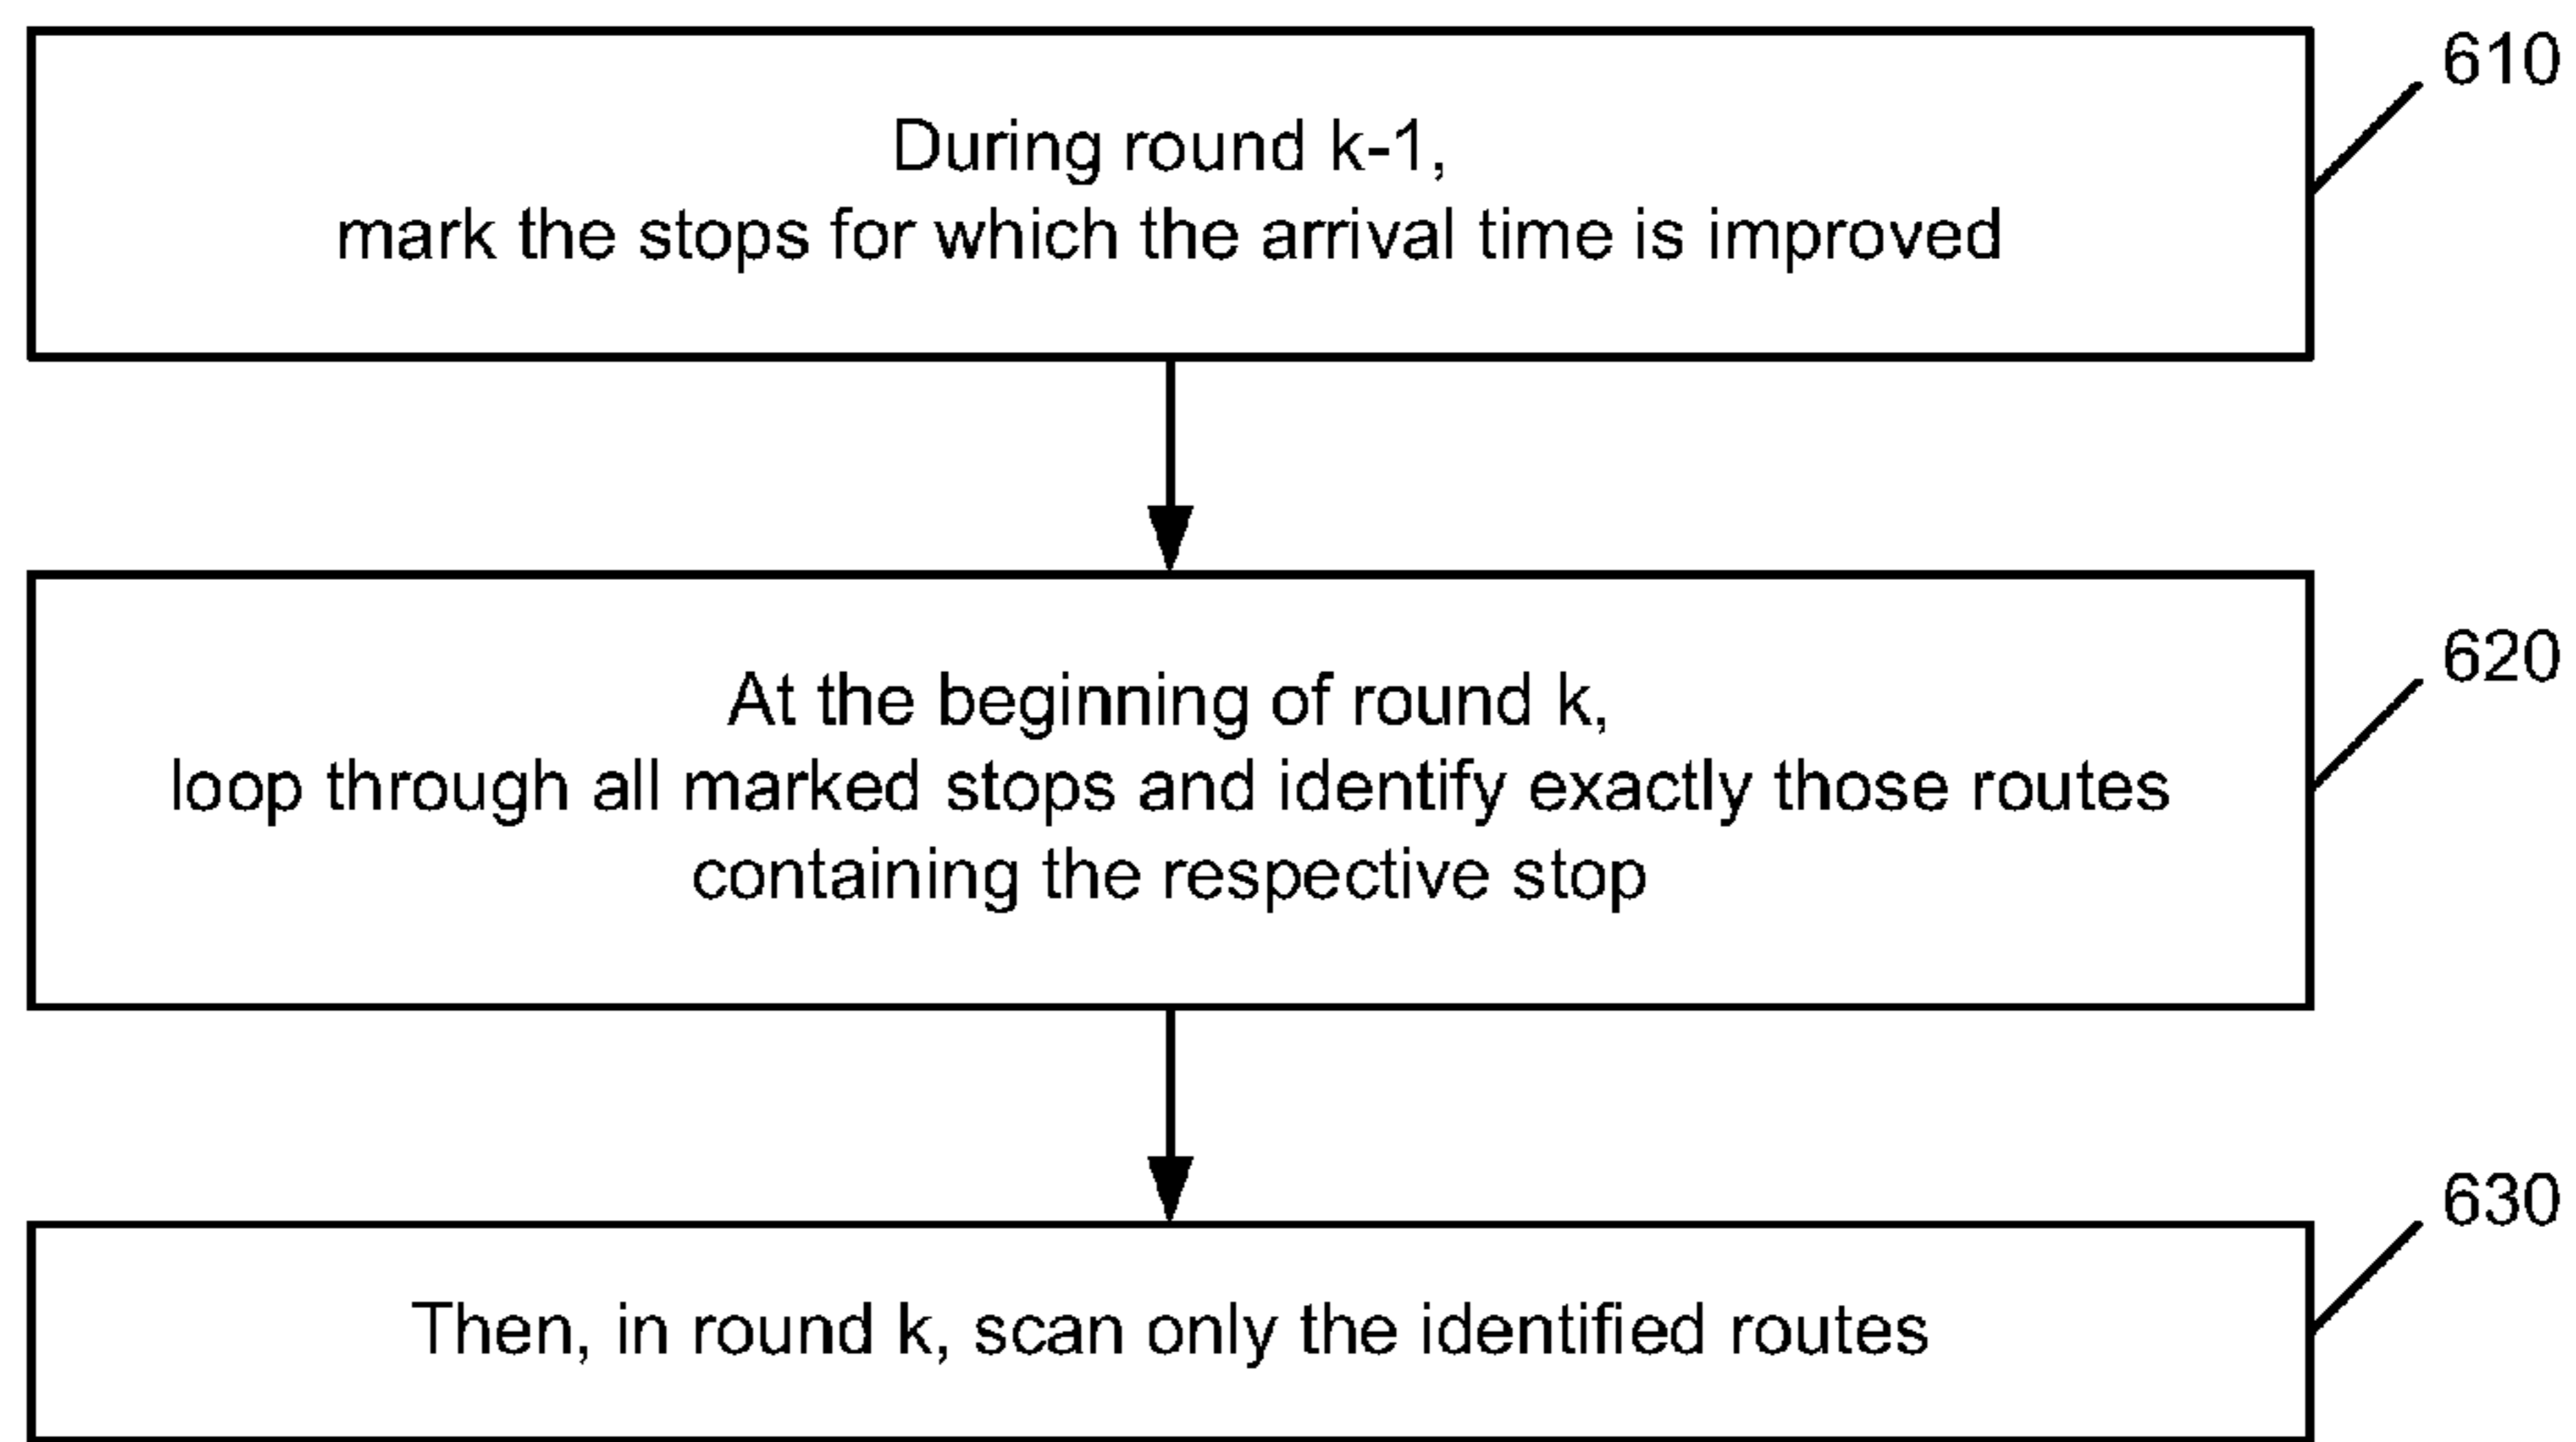 610
During round k-1,
mark the stops for which the arrival time is improved
620
At the beginning of round k,
loop through all marked stops and identify exactly those routes
containing the respective stop
630
Then, in round k, scan only the identified routes